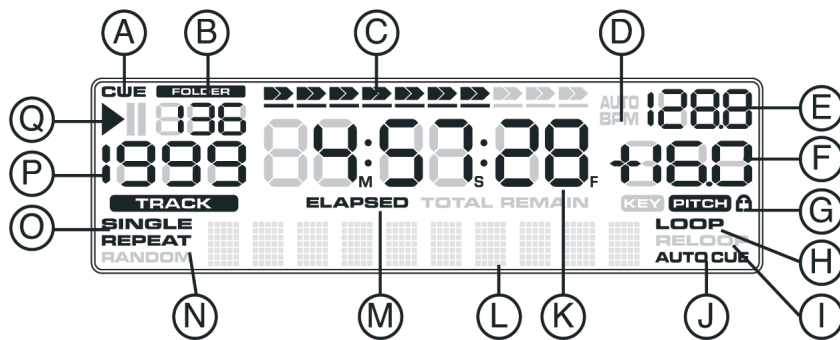 A B C D
CUE FOLDER AUTO BPM 128.8 E
Q 136
P 1999 4 M 57 S 28 F +16.0 F
TRACK ELAPSED TOTAL REMAIN KEY PITCH G
O SINGLE LOOP H
REPEAT RELOOP
RANDOM AUTO CUE
N M L K J I